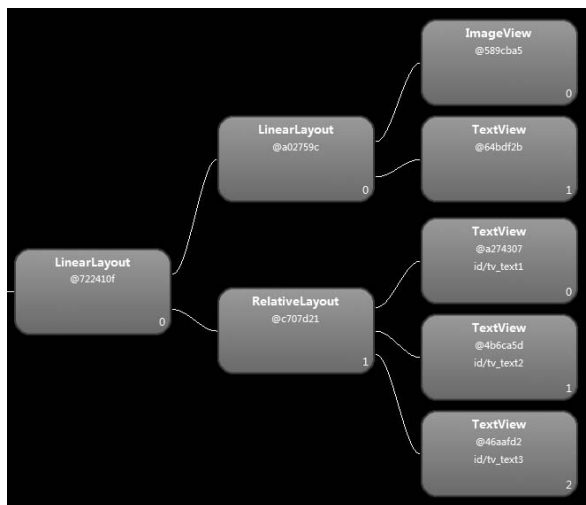 ImageView
@589cba5
0
LinearLayout
@a02759c
0
TextView
@64bdf2b
1
LinearLayout
@722410f
0
TextView
@a274307
id/tv_text1
0
RelativeLayout
@c707d21
1
TextView
@4b6ca5d
id/tv_text2
1
TextView
@46aafd2
id/tv_text3
2